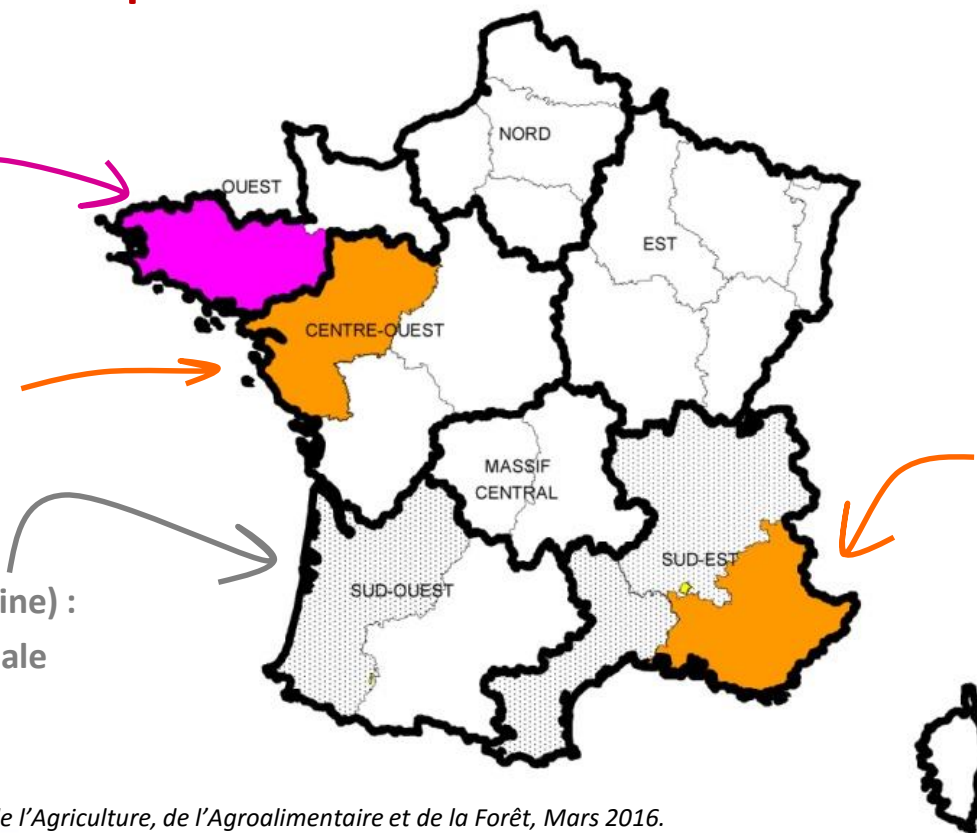 NORD
OUEST
EST
CENTRE-OUEST
MASSIF
CENTRAL
SUD-EST
SUD-OUEST
ine) :
ale
de l'Agriculture, de l'Agroalimentaire et de la Forêt, Mars 2016.